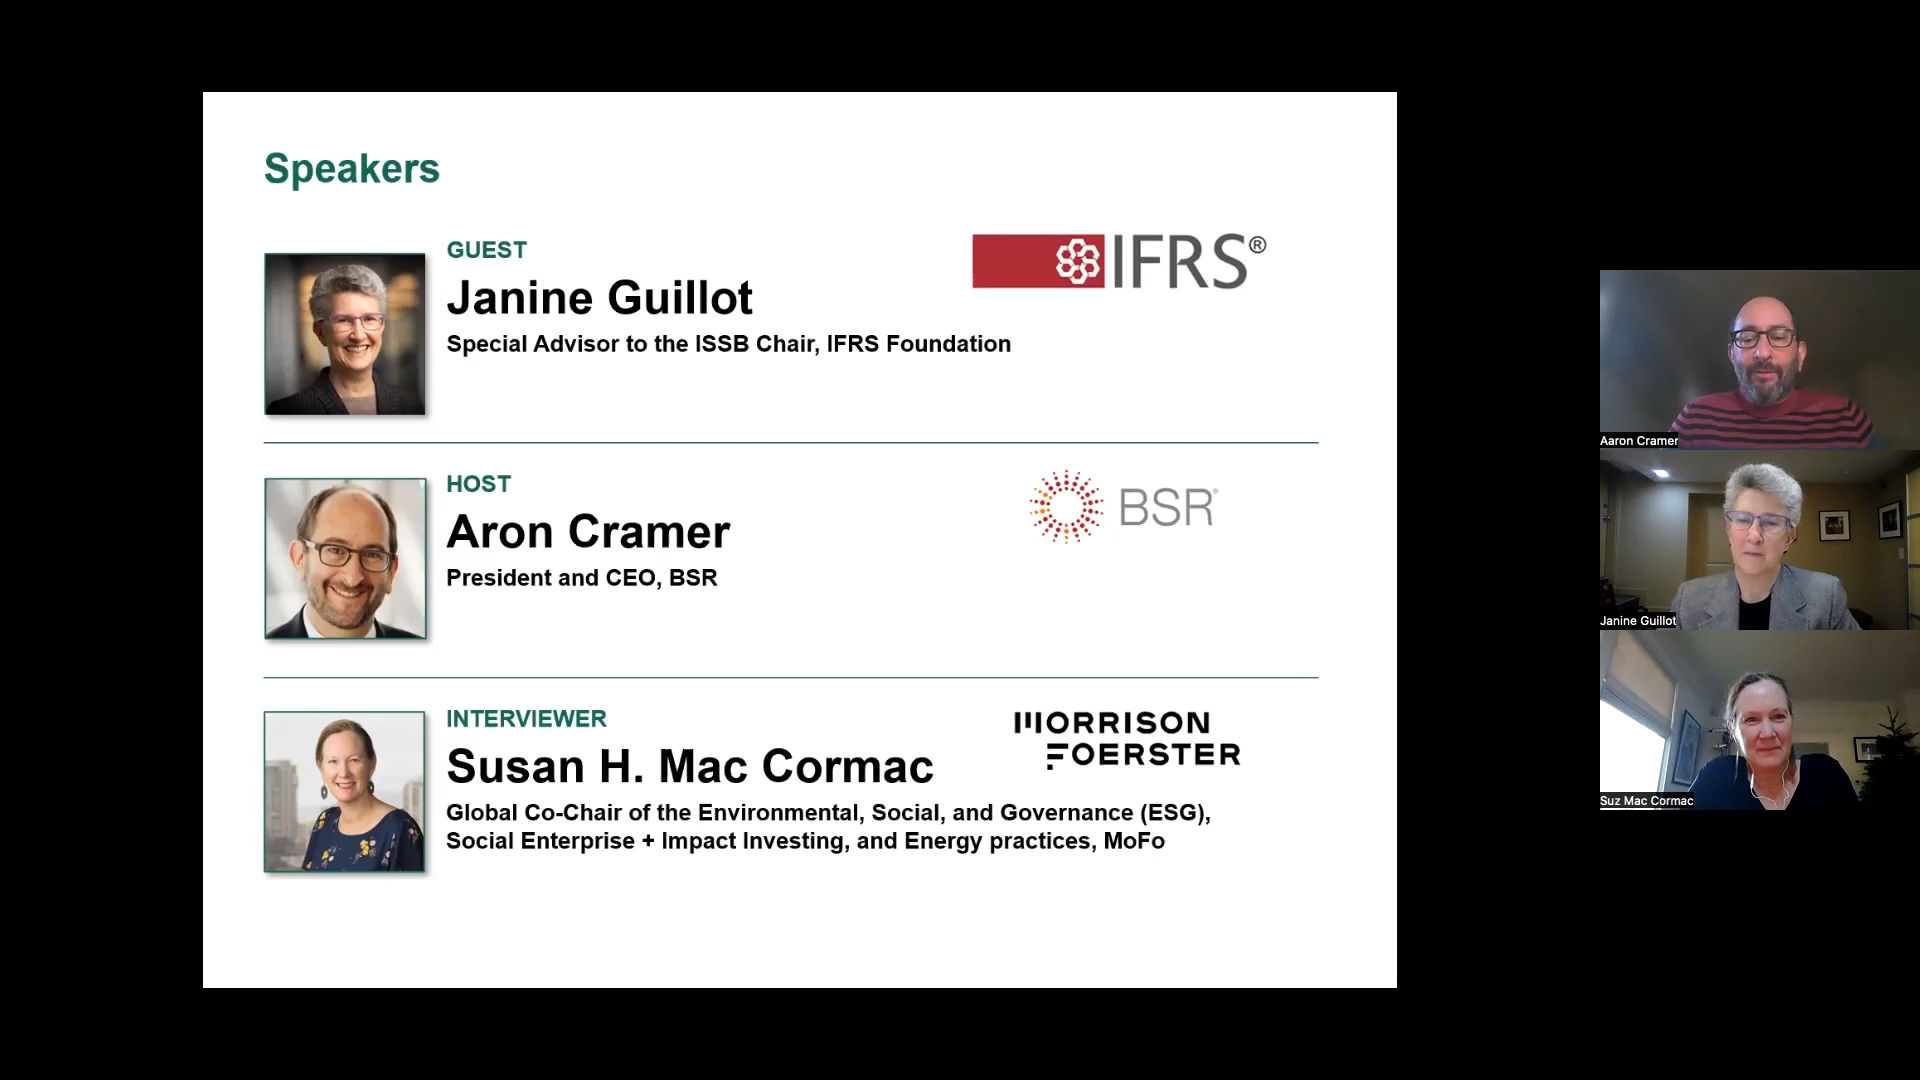 Speakers
GUEST
Janine Guillot
Special Advisor to the ISSB Chair, IFRS Foundation
IFRS®
HOST
Aron Cramer
President and CEO, BSR
BSR®
INTERVIEWER
Susan H. Mac Cormac
Global Co-Chair of the Environmental, Social, and Governance (ESG),
Social Enterprise + Impact Investing, and Energy practices, MoFo
MORRISON
FOERSTER
Aaron Cramer
Janine Guillot
Suz Mac Cormac